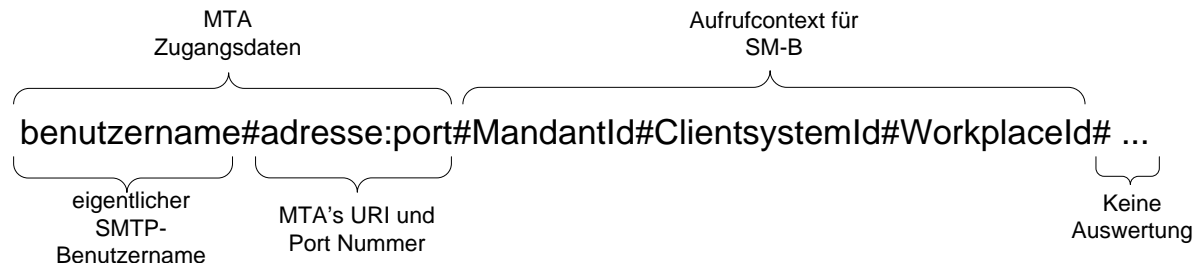 MTA
Zugangsdaten
Aufrufcontext für
SM-B
benutzername#adresse:port#MandantId#ClientsystemId#WorkplaceId# ...
eigentlicher
SMTP-
Benutzername
MTA's URI und
Port Nummer
Keine
Auswertung